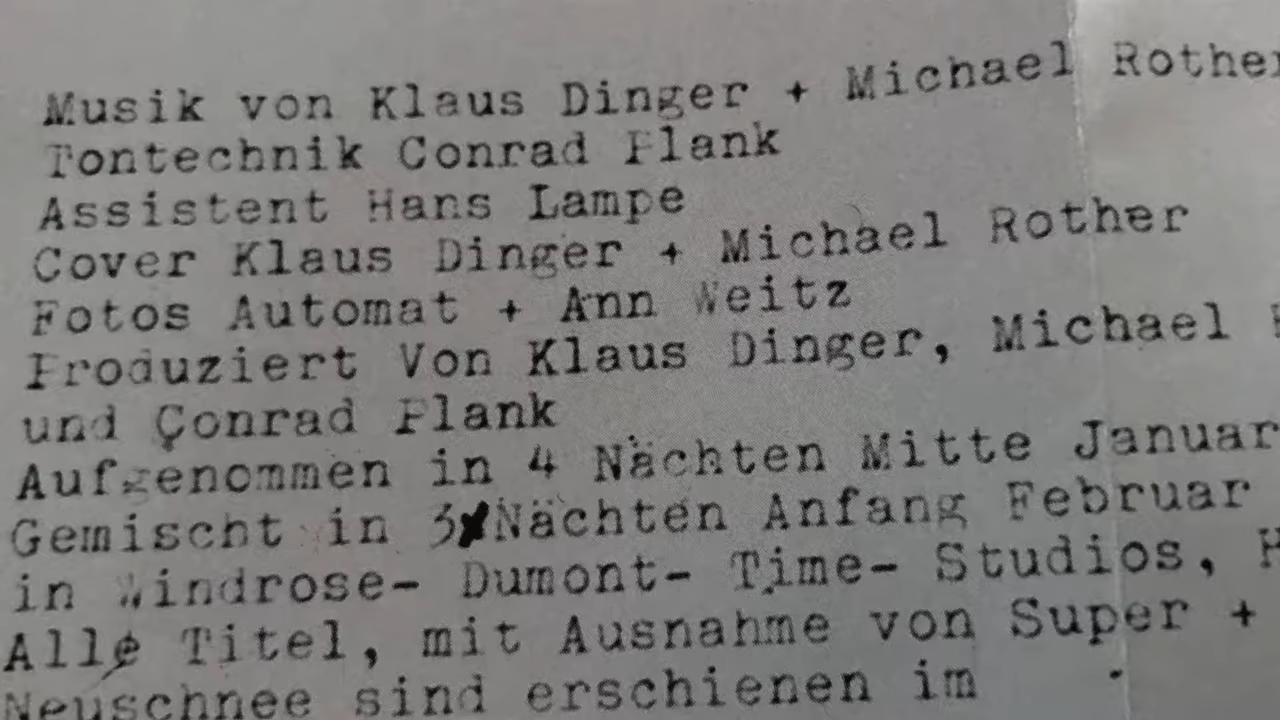 Musik von Klaus Dinger + Michael Rother
Tontechnik Conrad Plank
Assistent Hans Lampe
Cover Klaus Dinger + Michael Rother
Fotos Automat + Ann Weitz
Produziert Von Klaus Dinger, Michael
und Conrad Plank
Aufgenommen in 4 Nächten Mitte Januar
Gemischt in 3 Nächten Anfang Februar
in Windrose- Dumont- Time- Studios,
Alle Titel, mit Ausnahme von Super +
Neuschnee sind erschienen im